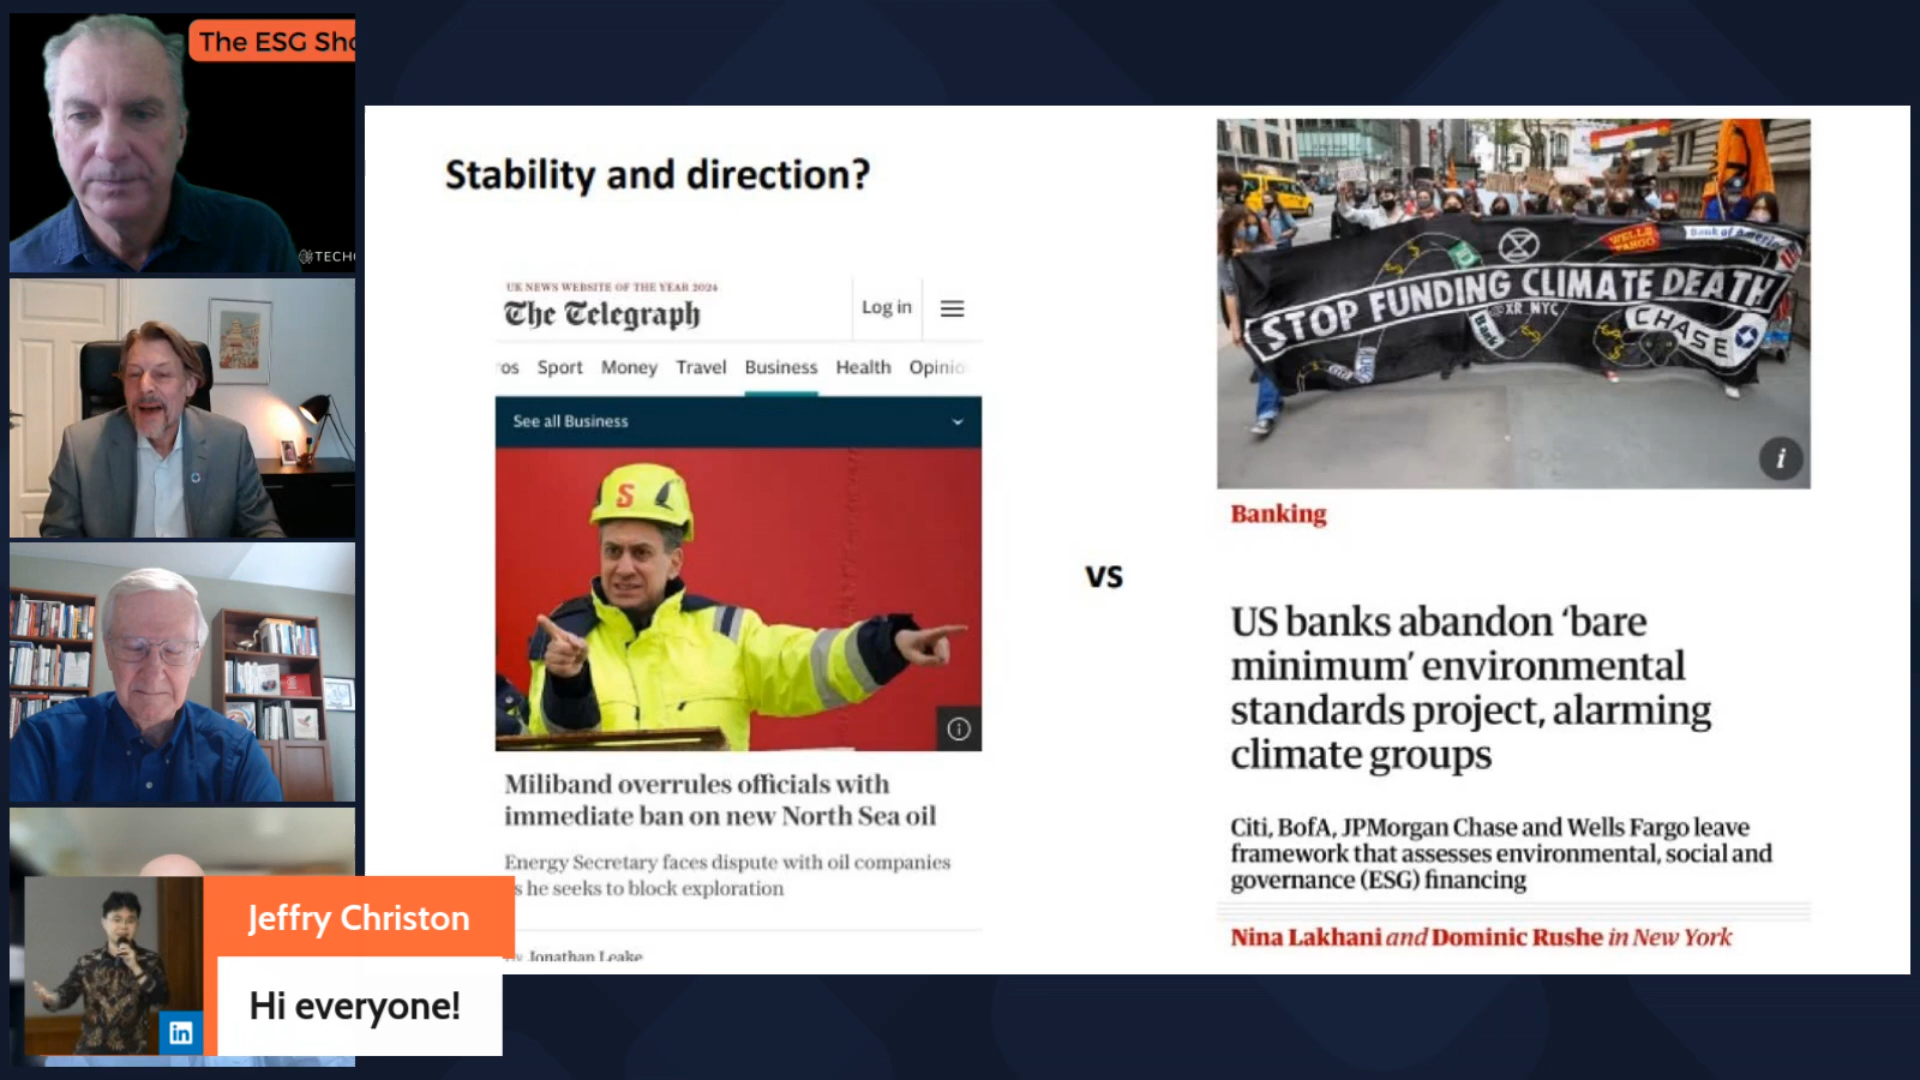 The ESG Sho
TECH
Stability and direction?
UK NEWS WEBSITE OF THE YEAR 2024
The Telegraph
Log in
os Sport Money Travel Business Health Opinio
See all Business
S
Miliband overrules officials with
immediate ban on new North Sea oil
Energy Secretary faces dispute with oil companies
s he seeks to block exploration
y Jonathan Leake
vs
WELLS
FARGO
Bank of America
STOP FUNDING CLIMATE DEATH
@XR_NYC
Bank
CHASE
i
Banking
US banks abandon ‘bare
minimum’ environmental
standards project, alarming
climate groups
Citi, BofA, JPMorgan Chase and Wells Fargo leave
framework that assesses environmental, social and
governance (ESG) financing
Nina Lakhani and Dominic Rushe in New York
Jeffry Christon
Hi everyone!
in